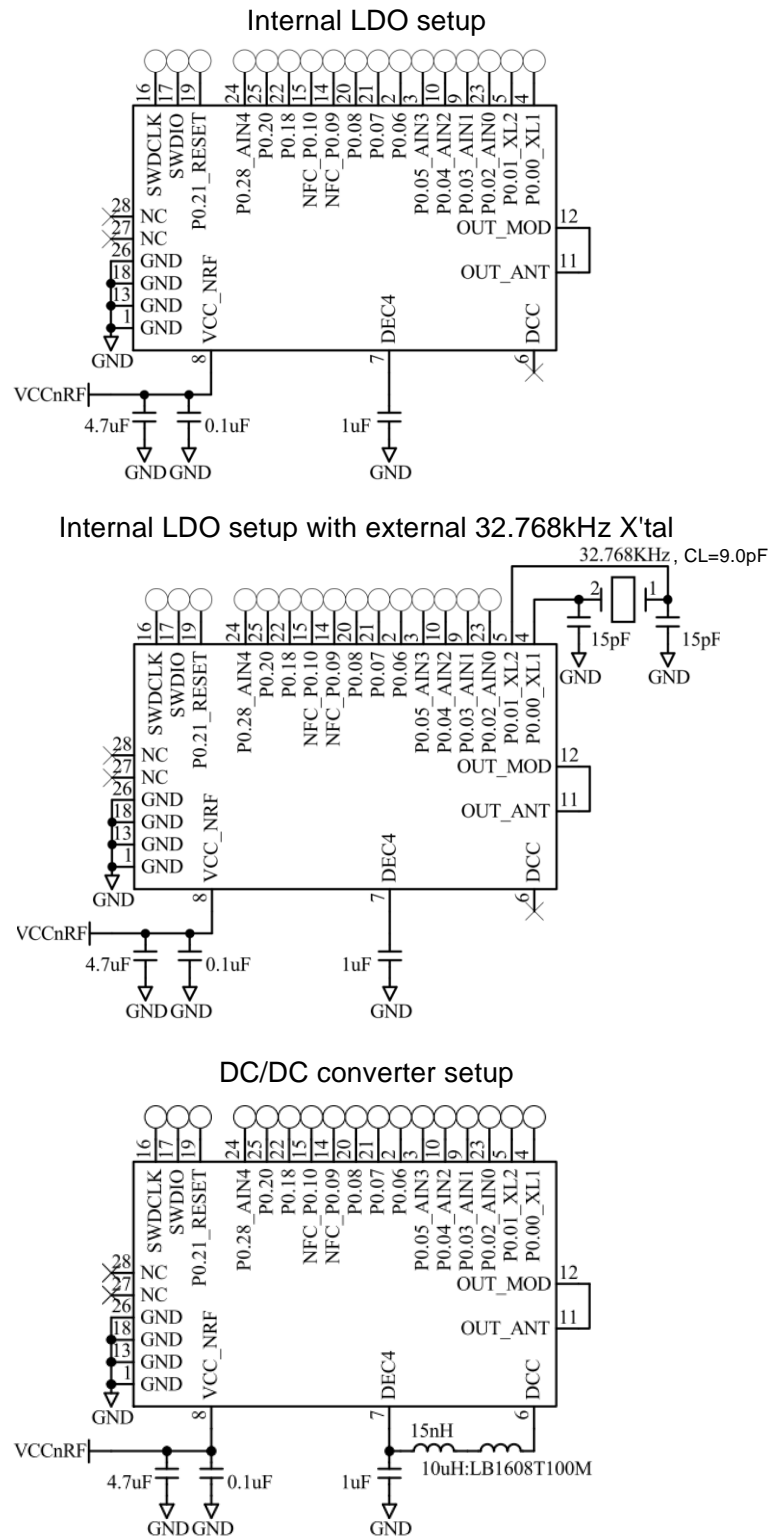 Internal LDO setup
16 17 19 24 25 22 15 14 20 21 2 3 10 9 23 5 4
SWDCLK
SWDIO
P0.21_RESET
P0.28_AIN4
P0.20
P0.18
NFC_P0.10
NFC_P0.09
P0.08
P0.07
P0.06
P0.05_AIN3
P0.04_AIN2
P0.03_AIN1
P0.02_AIN0
P0.01_XL2
P0.00_XL1
28 NC
27 NC
26 GND
18 GND
13 GND
1 GND
GND
OUT_MOD 12
OUT_ANT 11
VCC_NRF
8
DEC4
7
DCC
6
VCCnRF
4.7uF 0.1uF 1uF
GND GND GND
Internal LDO setup with external 32.768kHz X'tal
32.768KHz, CL=9.0pF
2 1
15pF 15pF
GND GND
16 17 19 24 25 22 15 14 20 21 2 3 10 9 23 5 4
SWDCLK
SWDIO
P0.21_RESET
P0.28_AIN4
P0.20
P0.18
NFC_P0.10
NFC_P0.09
P0.08
P0.07
P0.06
P0.05_AIN3
P0.04_AIN2
P0.03_AIN1
P0.02_AIN0
P0.01_XL2
P0.00_XL1
28 NC
27 NC
26 GND
18 GND
13 GND
1 GND
GND
OUT_MOD 12
OUT_ANT 11
VCC_NRF
8
DEC4
7
DCC
6
VCCnRF
4.7uF 0.1uF 1uF
GND GND GND
DC/DC converter setup
16 17 19 24 25 22 15 14 20 21 2 3 10 9 23 5 4
SWDCLK
SWDIO
P0.21_RESET
P0.28_AIN4
P0.20
P0.18
NFC_P0.10
NFC_P0.09
P0.08
P0.07
P0.06
P0.05_AIN3
P0.04_AIN2
P0.03_AIN1
P0.02_AIN0
P0.01_XL2
P0.00_XL1
28 NC
27 NC
26 GND
18 GND
13 GND
1 GND
GND
OUT_MOD 12
OUT_ANT 11
VCC_NRF
8
DEC4
7
DCC
6
15nH
VCCnRF
10uH:LB1608T100M
4.7uF 0.1uF 1uF
GND GND GND